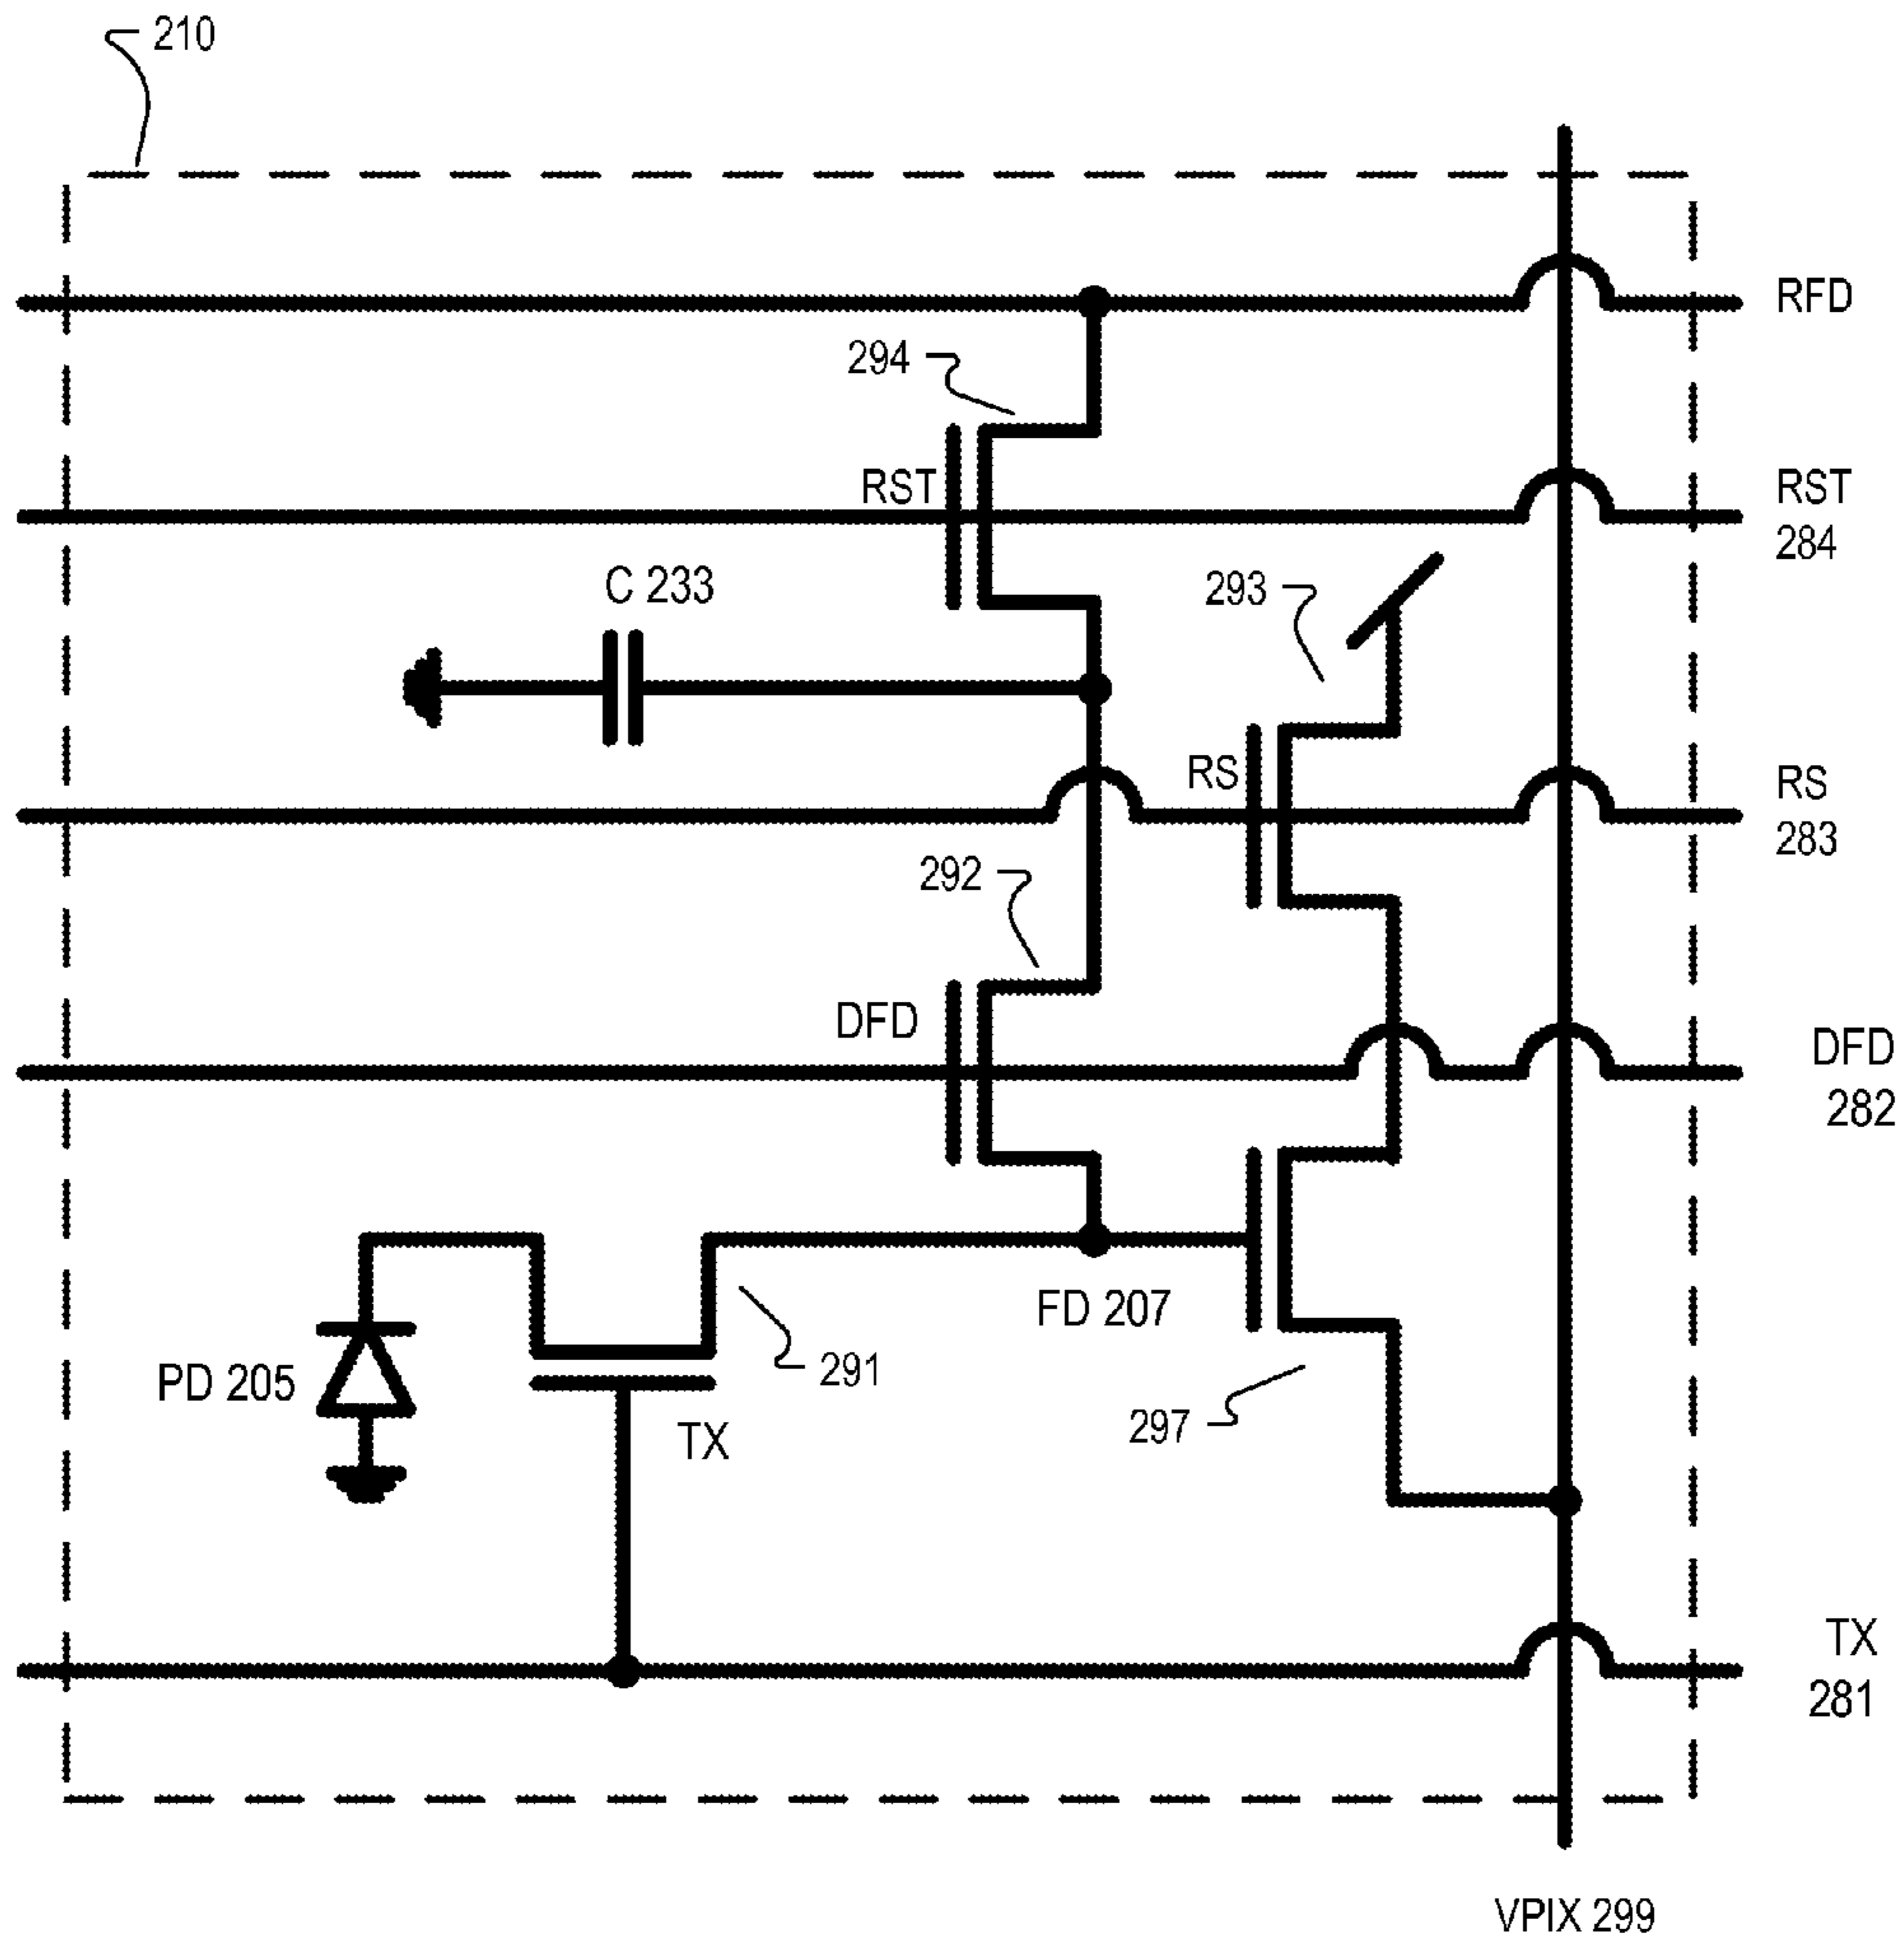 210
RFD
294
RST
RST
284
C 233
293
RS
RS
283
292
DFD
DFD
282
FD 207
PD 205
291
297
TX
TX
281
VPIX 299